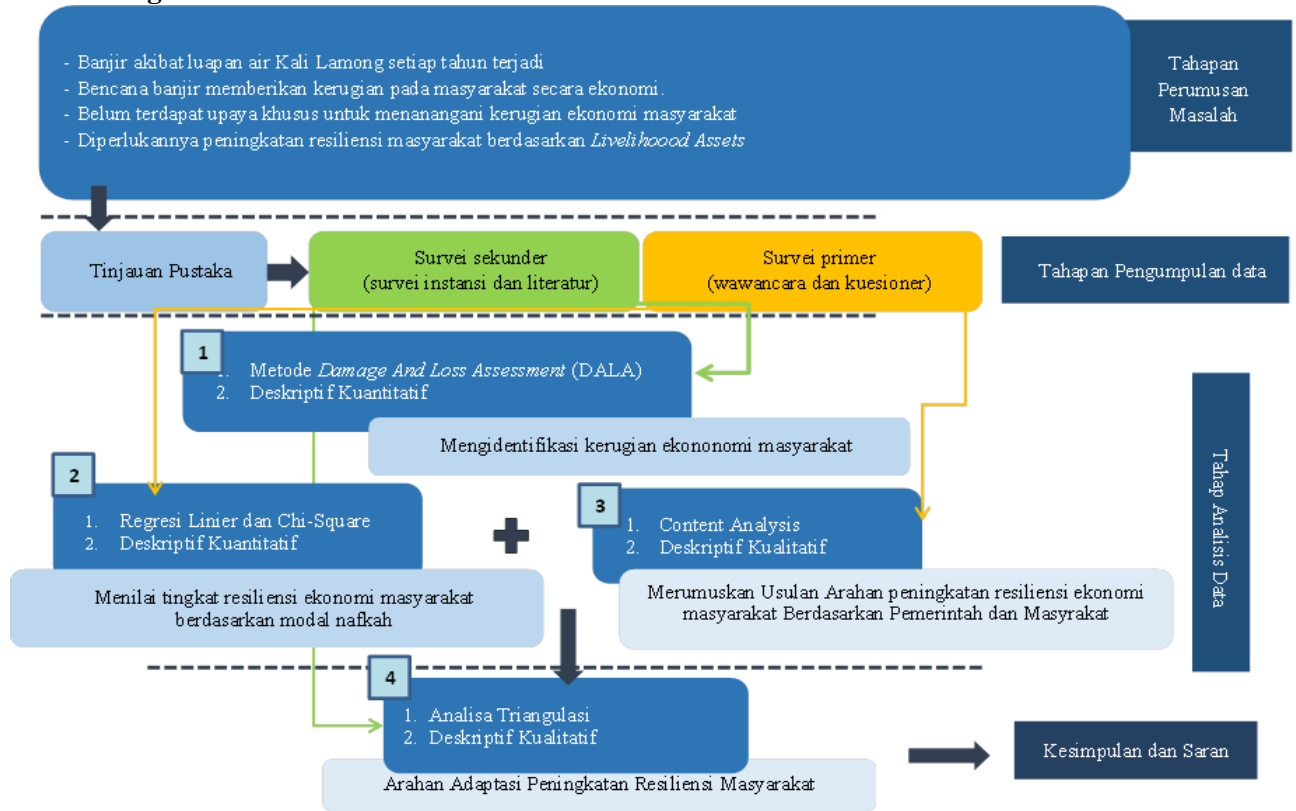 - Banjir akibat luapan air Kali Lamong setiap tahun terjadi
- Bencana banjir memberikan kerugian pada masyarakat secara ekonomi.
- Belum terdapat upaya khusus untuk menanangani kerugian ekonomi masyarakat
- Diperlukannya peningkatan resiliensi masyarakat berdasarkan Livelihoood Assets
Tahapan
Perumusan
Masalah
Tinjauan Pustaka
Survei sekunder
(survei instansi dan literatur)
Survei primer
(wawancara dan kuesioner)
Tahapan Pengumpulan data
1
1. Metode Damage And Loss Assessment (DALA)
2. Deskriptif Kuantitatif
Mengidentifikasi kerugian ekononomi masyarakat
2
1. Regresi Linier dan Chi-Square
2. Deskriptif Kuantitatif
Menilai tingkat resiliensi ekonomi masyarakat
berdasarkan modal nafkah
3
1. Content Analysis
2. Deskriptif Kualitatif
Merumuskan Usulan Arahan peningkatan resiliensi ekonomi
masyarakat Berdasarkan Pemerintah dan Masyrakat
Tahap Analisis Data
4
1. Analisa Triangulasi
2. Deskriptif Kualitatif
Arahan Adaptasi Peningkatan Resiliensi Masyarakat
Kesimpulan dan Saran